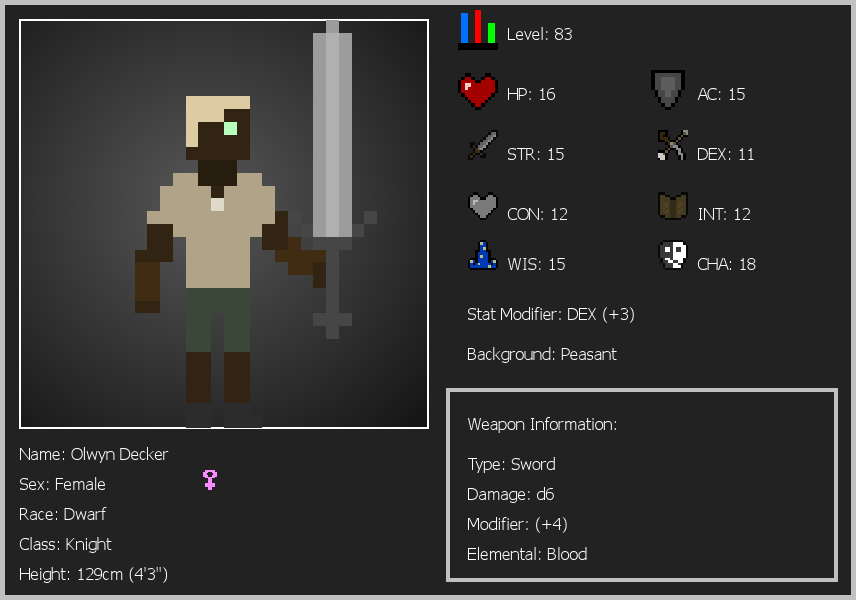 Level: 83
HP: 16
AC: 15
STR: 15
DEX: 11
CON: 12
INT: 12
WIS: 15
CHA: 18
Stat Modifier: DEX (+3)
Background: Peasant
Name: Olwyn Decker
Sex: Female
Race: Dwarf
Class: Knight
Height: 129cm (4'3")
Weapon Information:
Type: Sword
Damage: d6
Modifier: (+4)
Elemental: Blood